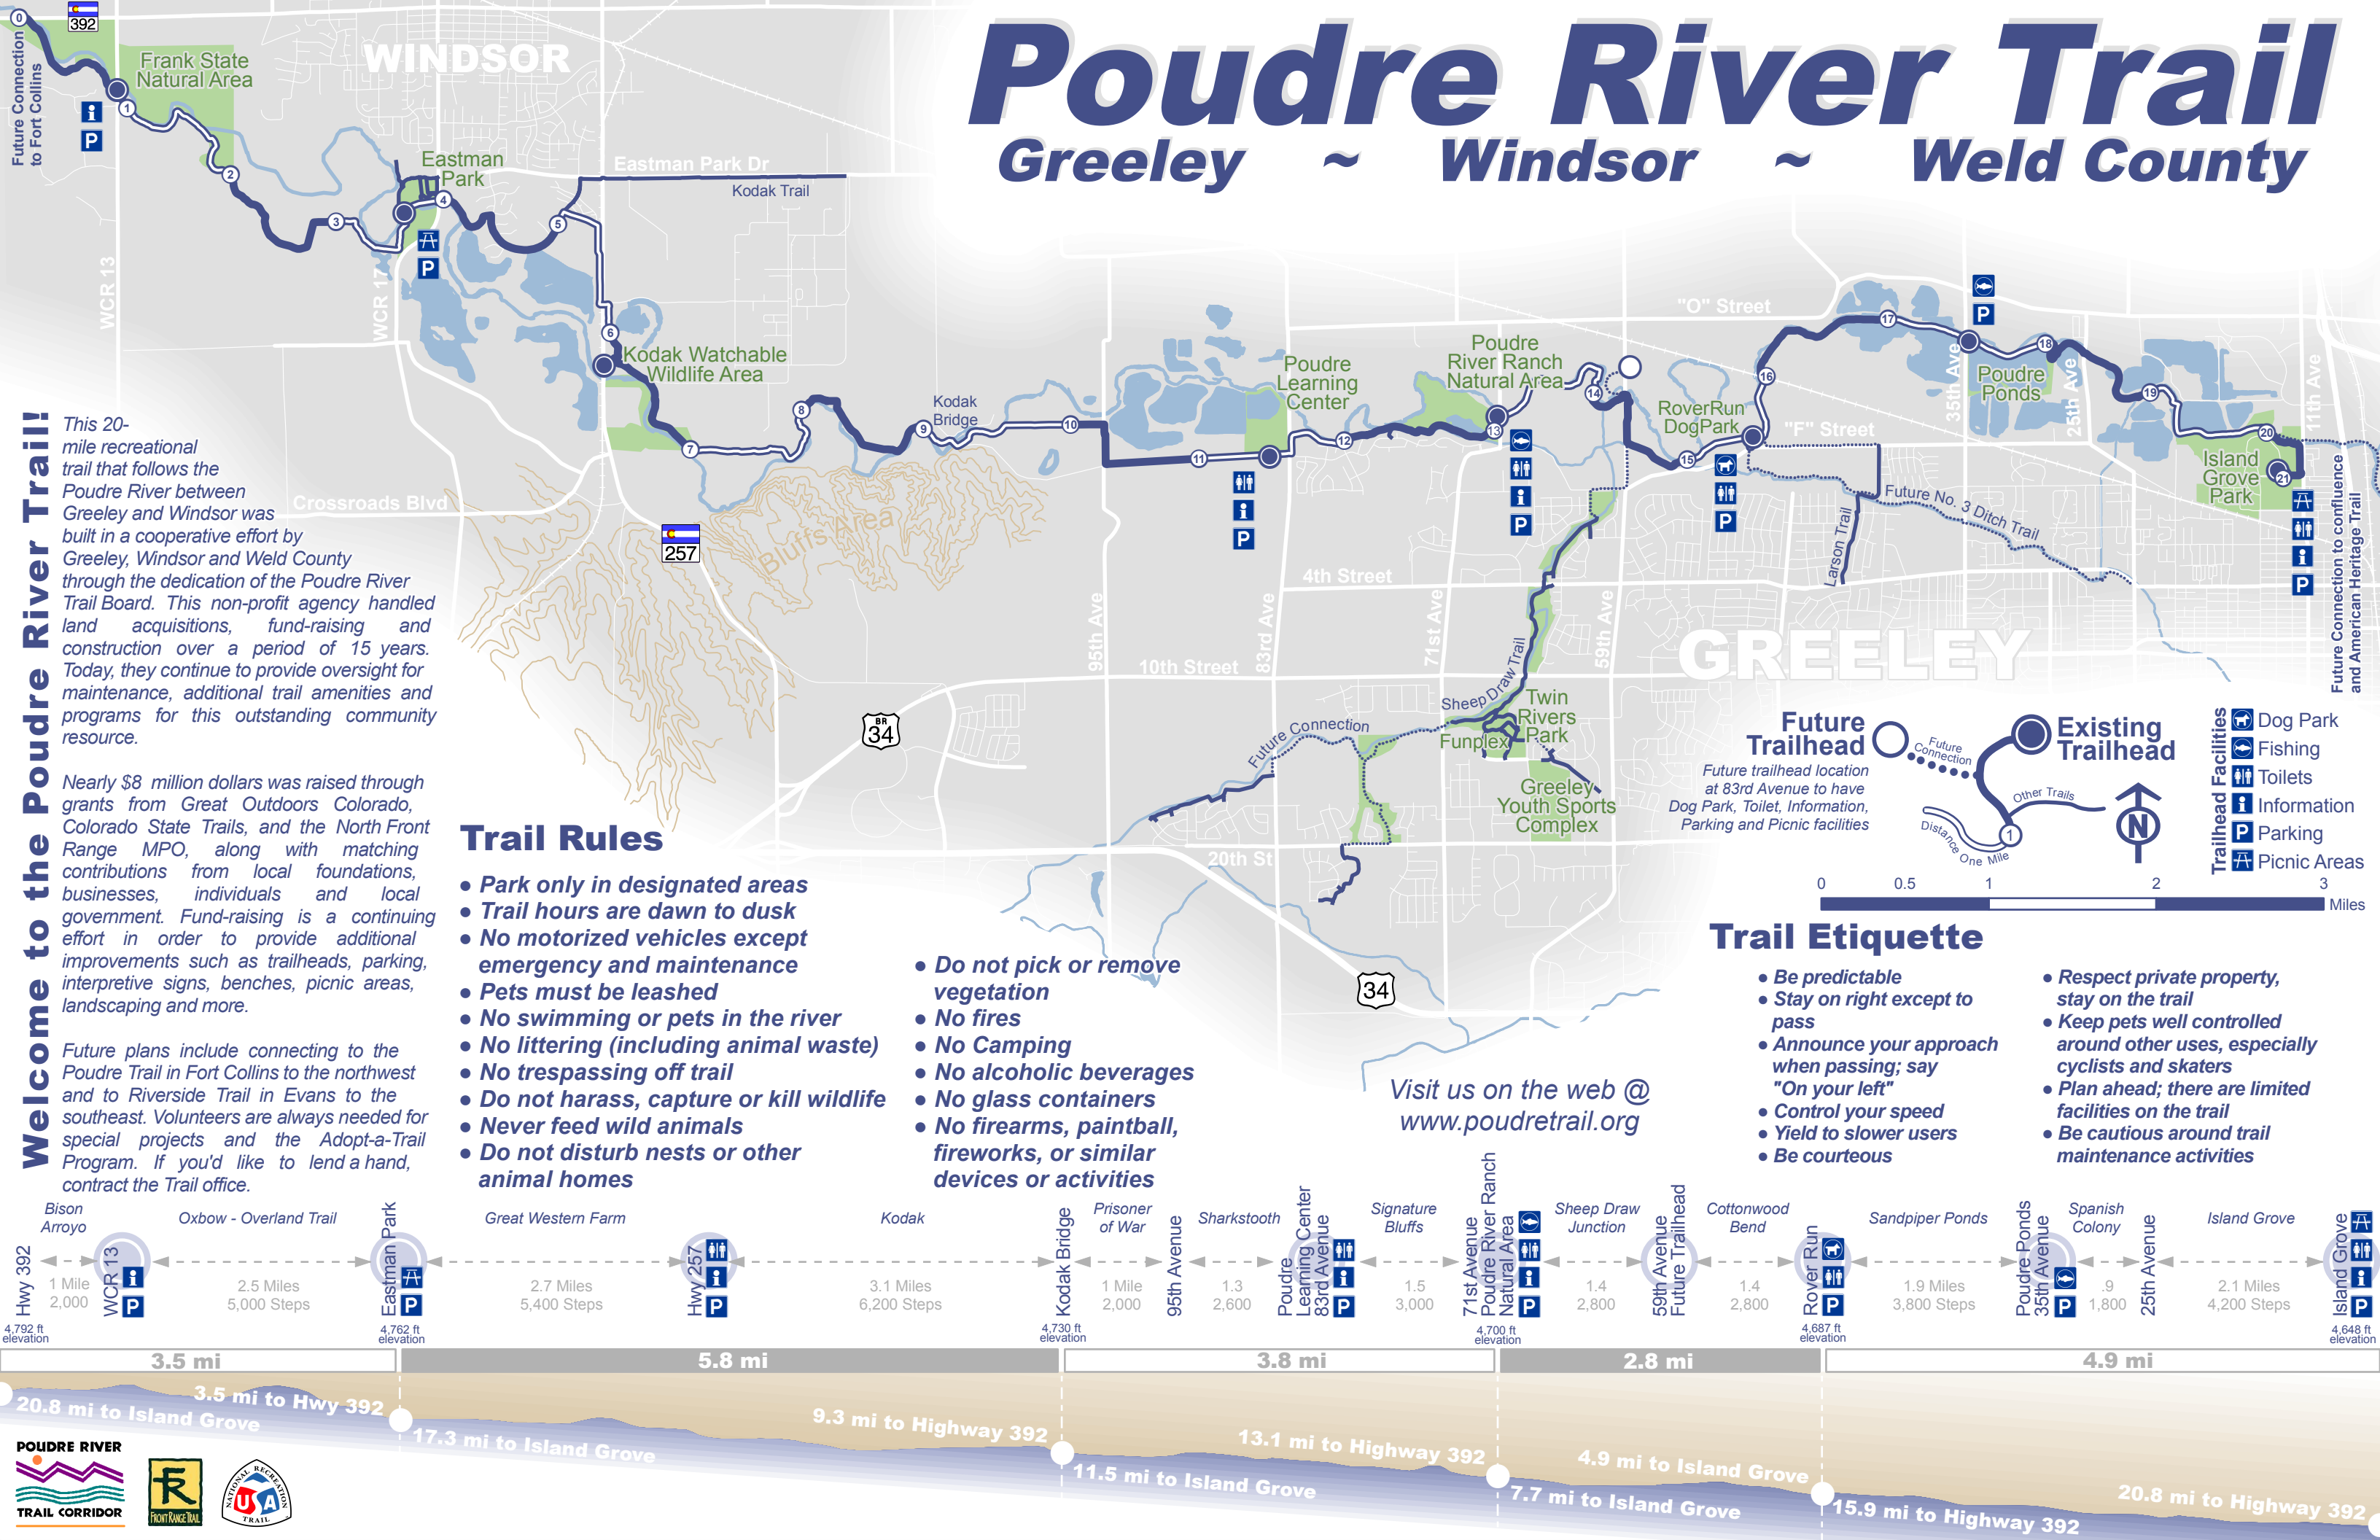 Poudre River Trail
Greeley ~ Windsor ~ Weld County
0
392
Future Connection
to Fort Collins
Frank State
Natural Area
WINDSOR
1
2
3
4
5
6
7
8
9
10
11
12
13
14
15
16
17
18
19
20
21
Eastman
Park
Eastman Park Dr
Kodak Trail
WCR 13
WCR 17
Kodak Watchable
Wildlife Area
Kodak
Bridge
Crossroads Blvd
257
Bluffs Area
Poudre
Learning
Center
Poudre
River Ranch
Natural Area
"O" Street
RoverRun
DogPark
"F" Street
35th Ave
Poudre
Ponds
25th Ave
11th Ave
Island
Grove
Park
Future No. 3 Ditch Trail
Larson Trail
Future Connection to confluence
and American Heritage Trail
4th Street
95th Ave
83rd Ave
71st Ave
59th Ave
10th Street
GREELEY
Sheep Draw Trail
Twin
Rivers
Park
Funplex
Future Connection
Greeley
Youth Sports
Complex
BR
34
20th St
34
Welcome to the Poudre River Trail!
This 20-
mile recreational
trail that follows the
Poudre River between
Greeley and Windsor was
built in a cooperative effort by
Greeley, Windsor and Weld County
through the dedication of the Poudre River
Trail Board. This non-profit agency handled
land acquisitions, fund-raising and
construction over a period of 15 years.
Today, they continue to provide oversight for
maintenance, additional trail amenities and
programs for this outstanding community
resource.
Nearly $8 million dollars was raised through
grants from Great Outdoors Colorado,
Colorado State Trails, and the North Front
Range MPO, along with matching
contributions from local foundations,
businesses, individuals and local
government. Fund-raising is a continuing
effort in order to provide additional
improvements such as trailheads, parking,
interpretive signs, benches, picnic areas,
landscaping and more.
Future plans include connecting to the
Poudre Trail in Fort Collins to the northwest
and to Riverside Trail in Evans to the
southeast. Volunteers are always needed for
special projects and the Adopt-a-Trail
Program. If you'd like to lend a hand,
contract the Trail office.
Trail Rules
● Park only in designated areas
● Trail hours are dawn to dusk
● No motorized vehicles except
emergency and maintenance
● Pets must be leashed
● No swimming or pets in the river
● No littering (including animal waste)
● No trespassing off trail
● Do not harass, capture or kill wildlife
● Never feed wild animals
● Do not disturb nests or other
animal homes
● Do not pick or remove
vegetation
● No fires
● No Camping
● No alcoholic beverages
● No glass containers
● No firearms, paintball,
fireworks, or similar
devices or activities
Visit us on the web @
www.poudretrail.org
Future
Trailhead
Future
Connection
Existing
Trailhead
Future trailhead location
at 83rd Avenue to have
Dog Park, Toilet, Information,
Parking and Picnic facilities
Other Trails
Distance
One Mile
1
N
Trailhead Facilities
Dog Park
Fishing
Toilets
i Information
P Parking
Picnic Areas
0 0.5 1 2 3
Miles
Trail Etiquette
● Be predictable
● Stay on right except to
pass
● Announce your approach
when passing; say
"On your left"
● Control your speed
● Yield to slower users
● Be courteous
● Respect private property,
stay on the trail
● Keep pets well controlled
around other uses, especially
cyclists and skaters
● Plan ahead; there are limited
facilities on the trail
● Be cautious around trail
maintenance activities
Hwy 392
4,792 ft
elevation
Bison
Arroyo
1 Mile
2,000
WCR 13
Oxbow - Overland Trail
2.5 Miles
5,000 Steps
Eastman Park
4,762 ft
elevation
Great Western Farm
2.7 Miles
5,400 Steps
Hwy 257
Kodak
3.1 Miles
6,200 Steps
Kodak Bridge
4,730 ft
elevation
Prisoner
of War
1 Mile
2,000
95th Avenue
Sharkstooth
1.3
2,600
Poudre
Learning Center
83rd Avenue
Signature
Bluffs
1.5
3,000
71st Avenue
Poudre River Ranch
Natural Area
4,700 ft
elevation
Sheep Draw
Junction
1.4
2,800
59th Avenue
Future Trailhead
Cottonwood
Bend
1.4
2,800
Rover Run
4,687 ft
elevation
Sandpiper Ponds
1.9 Miles
3,800 Steps
Poudre Ponds
35th Avenue
Spanish
Colony
.9
1,800
25th Avenue
Island Grove
2.1 Miles
4,200 Steps
Island Grove
4,648 ft
elevation
3.5 mi
5.8 mi
3.8 mi
2.8 mi
4.9 mi
3.5 mi to Hwy 392
20.8 mi to Island Grove
9.3 mi to Highway 392
17.3 mi to Island Grove
13.1 mi to Highway 392
11.5 mi to Island Grove
4.9 mi to Island Grove
7.7 mi to Island Grove
20.8 mi to Highway 392
15.9 mi to Highway 392
POUDRE RIVER
TRAIL CORRIDOR
FR
FRONT RANGE TRAIL
NATIONAL RECREATION
USA
TRAIL